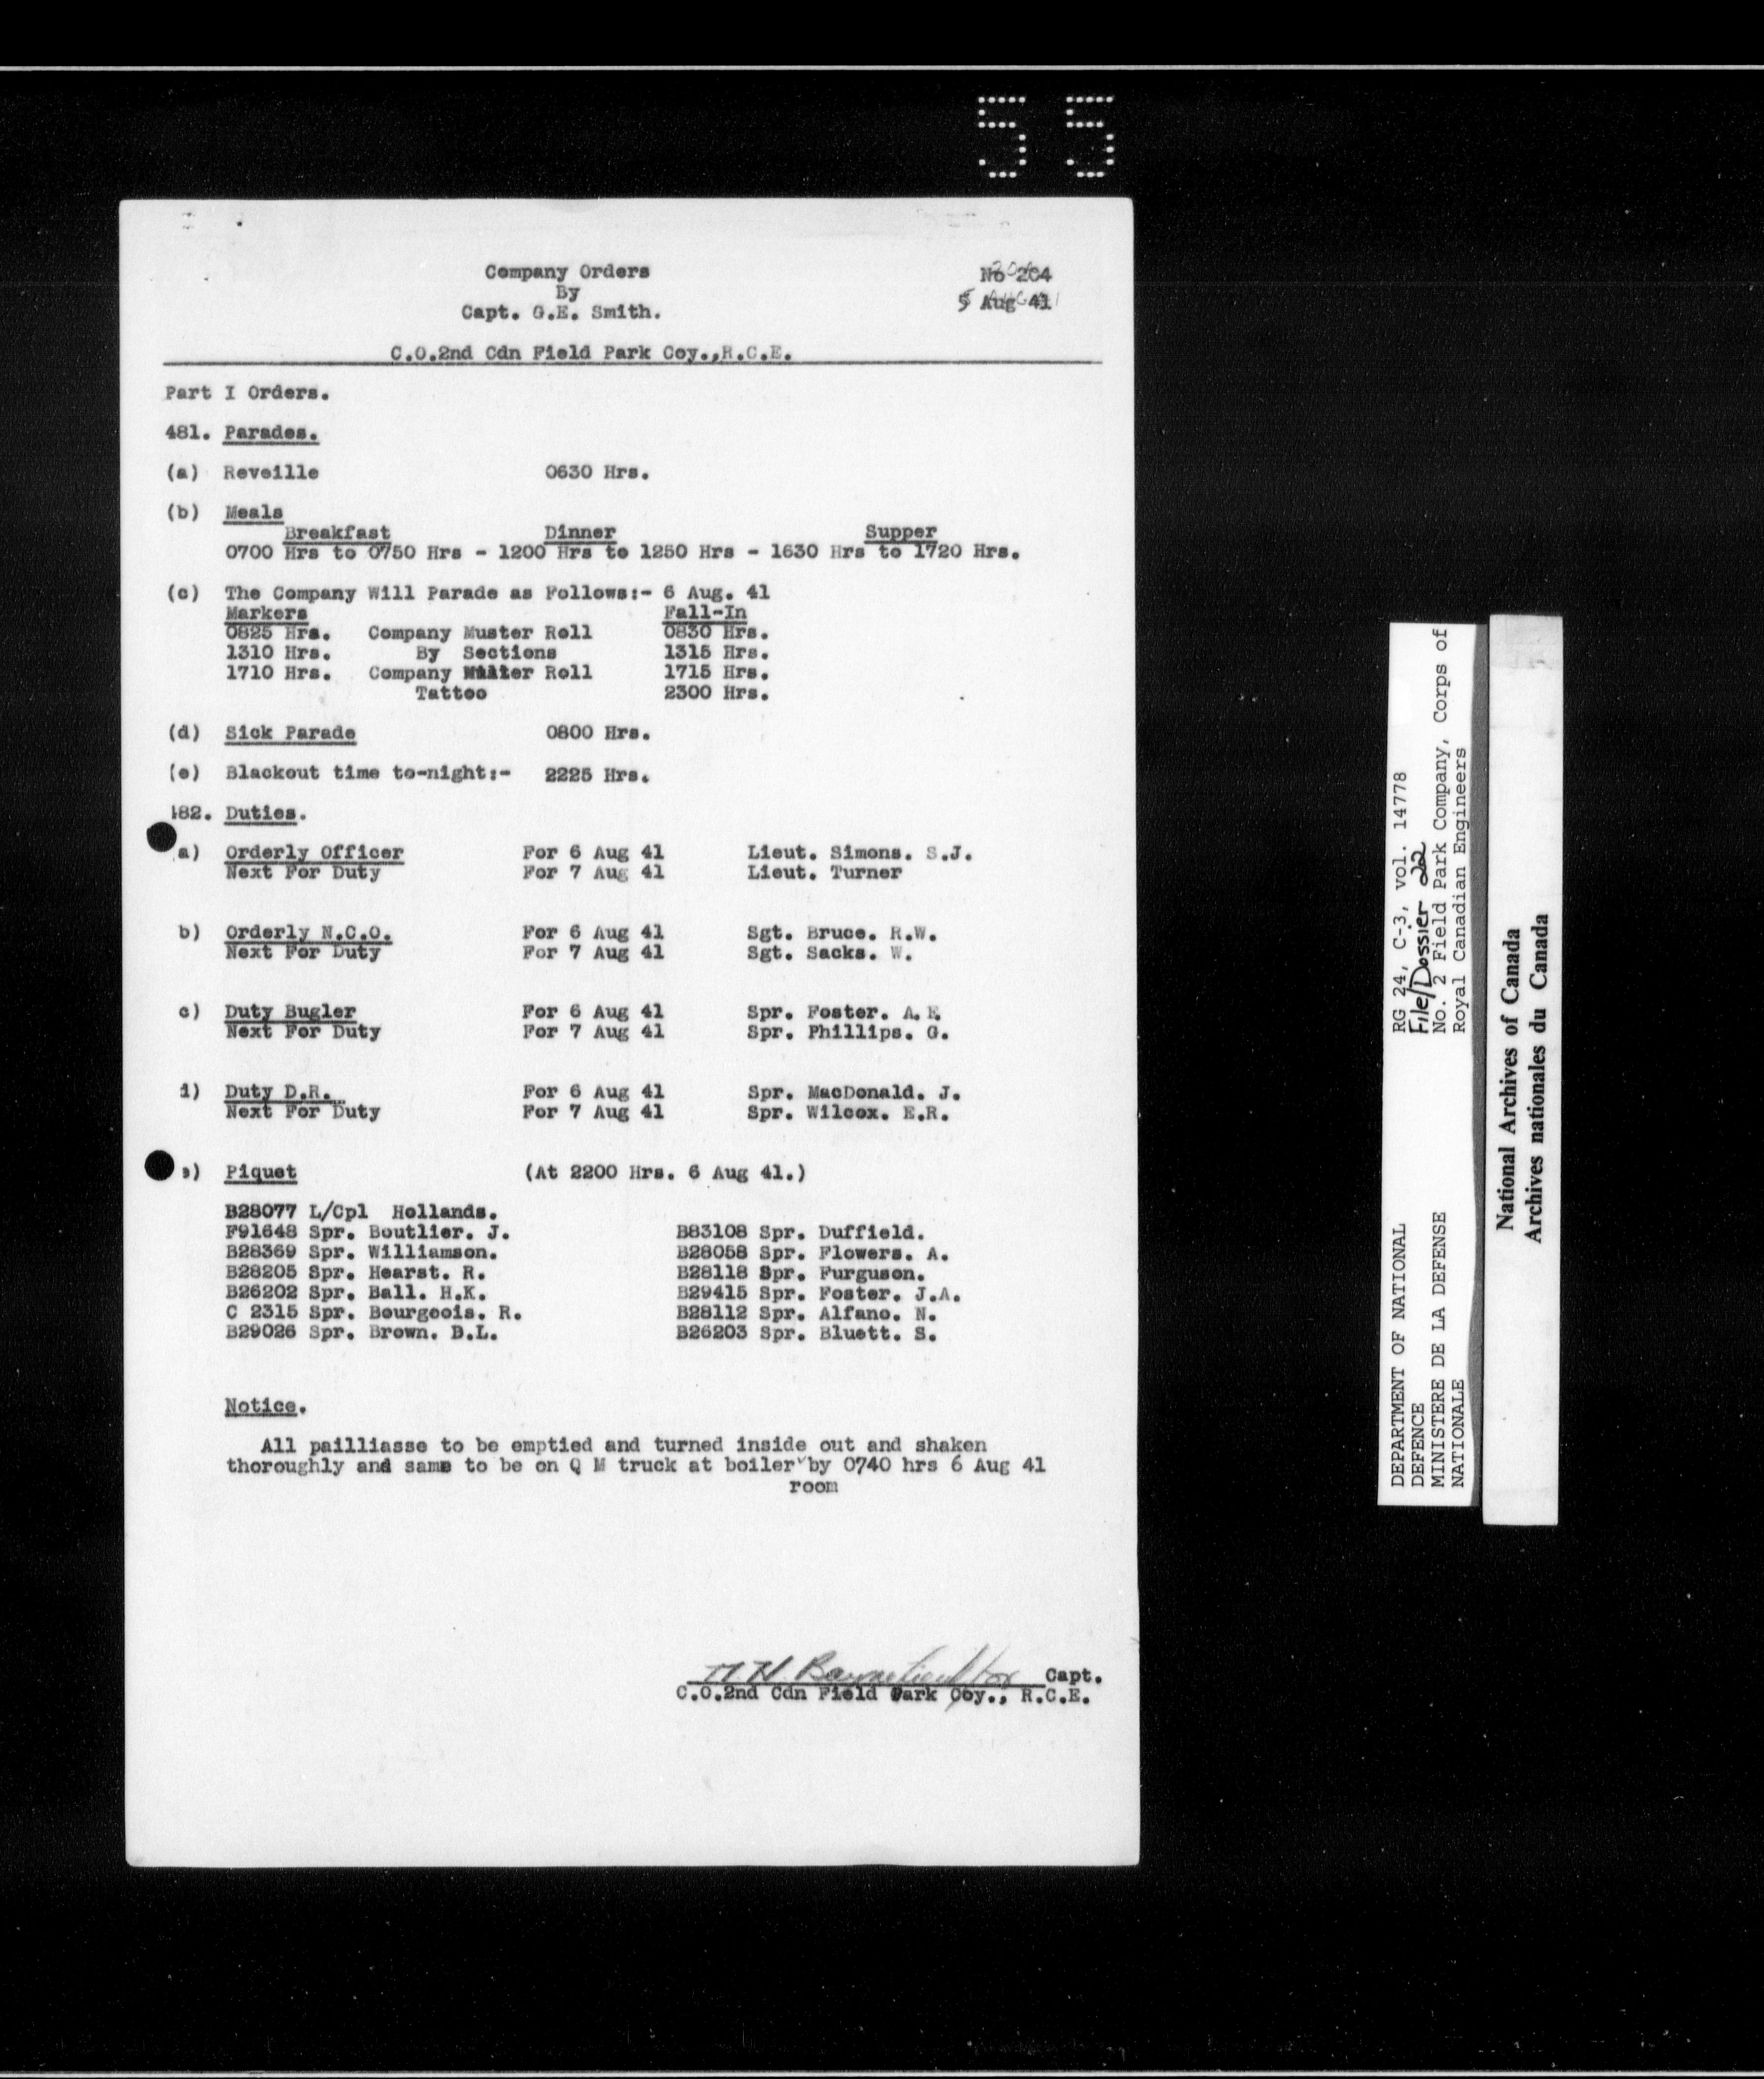 55
Company Orders No 204
By
5 Aug 41
Capt. G.E. Smith.
C.O.2nd Cdn Field Park Coy.,R.C.E.
Part I Orders.
481. Parades.
(a) Reveille 0630 Hrs.
(b) Meals
Breakfast Dinner Supper
0700 Hrs to 0750 Hrs - 1200 Hrs to 1250 Hrs - 1630 Hrs to 1720 Hrs.
(c) The Company Will Parade as Follows:- 6 Aug. 41
Markers Fall-In
0825 Hrs. Company Muster Roll 0830 Hrs.
1310 Hrs. By Sections 1315 Hrs.
1710 Hrs. Company Roll 1715 Hrs.
Tattoo 2300 Hrs.
(d) Sick Parade 0800 Hrs.
(e) Blackout time to-night:- 2225 Hrs.
482. Duties.
a) Orderly Officer For 6 Aug 41 Lieut. Simons. S.J.
Next For Duty For 7 Aug 41 Lieut. Turner
b) Orderly N.C.O. For 6 Aug 41 Sgt. Bruce. R.W.
Next For Duty For 7 Aug 41 Sgt. Sacks. W.
c) Duty Bugler For 6 Aug 41 Spr. Foster. A.E.
Next For Duty For 7 Aug 41 Spr. Phillips. G.
d) Duty D.R. For 6 Aug 41 Spr. MacDonald. J.
Next For Duty For 7 Aug 41 Spr. Wilcox. E.R.
e) Piquet (At 2200 Hrs. 6 Aug 41.)
B28077 L/Cpl Hollands.
F91648 Spr. Boutlier. J. B83108 Spr. Duffield.
B28369 Spr. Williamson. B28058 Spr. Flowers. A.
B28205 Spr. Hearst. R. B28118 Spr. Furguson.
B26202 Spr. Ball. H.K. B29415 Spr. Foster. J.A.
C 2315 Spr. Bourgeois. R. B28112 Spr. Alfano. N.
B29026 Spr. Brown. D.L. B26203 Spr. Bluett. S.
Notice.
All pailliasse to be emptied and turned inside out and shaken
thoroughly and same to be on Q M truck at boiler by 0740 hrs 6 Aug 41
room
Capt.
C.O.2nd Cdn Field Park Coy., R.C.E.
DEPARTMENT OF NATIONAL RG 24, C-3, vol. 14778
DEFENCE File/Dossier 22
MINISTERE DE LA DEFENSE No. 2 Field Park Company, Corps of
NATIONALE Royal Canadian Engineers
National Archives of Canada
Archives nationales du Canada